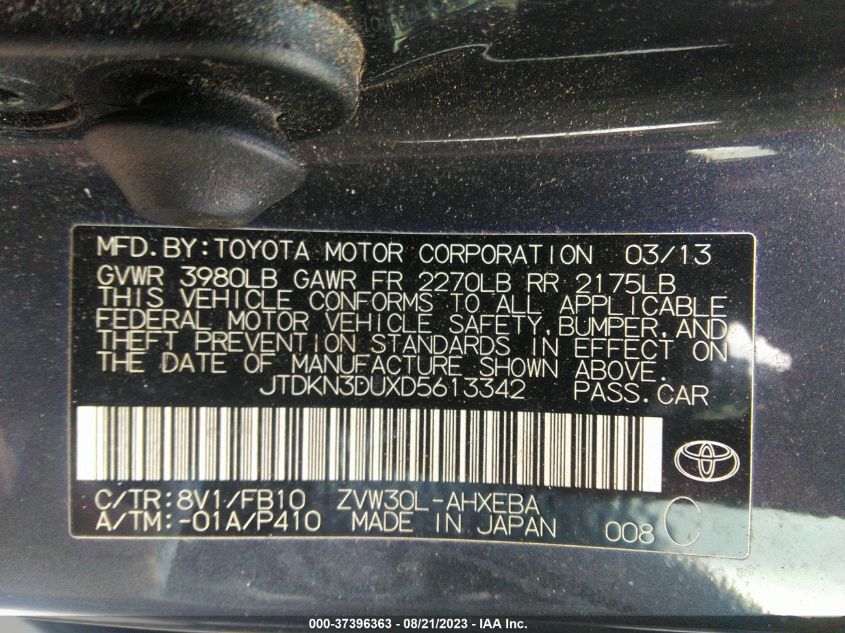 MFD.BY:TOYOTA MOTOR CORPORATION 03/13
GVWR 3980LB GAWR FR 2270LB RR 2175LB
THIS VEHICLE CONFORMS TO ALL APPLICABLE
FEDERAL MOTOR VEHICLE SAFETY,BUMPER,AND
THEFT PREVENTION STANDARDS IN EFFECT ON
THE DATE OF MANUFACTURE SHOWN ABOVE.
JTDKN3DUXD5613342 PASS.CAR
C/TR:8V1/FB10 ZVW30L-AHXEBA
A/TM:-01A/P410 MADE IN JAPAN 008 C
000-37396363 - 08/21/2023 - IAA Inc.